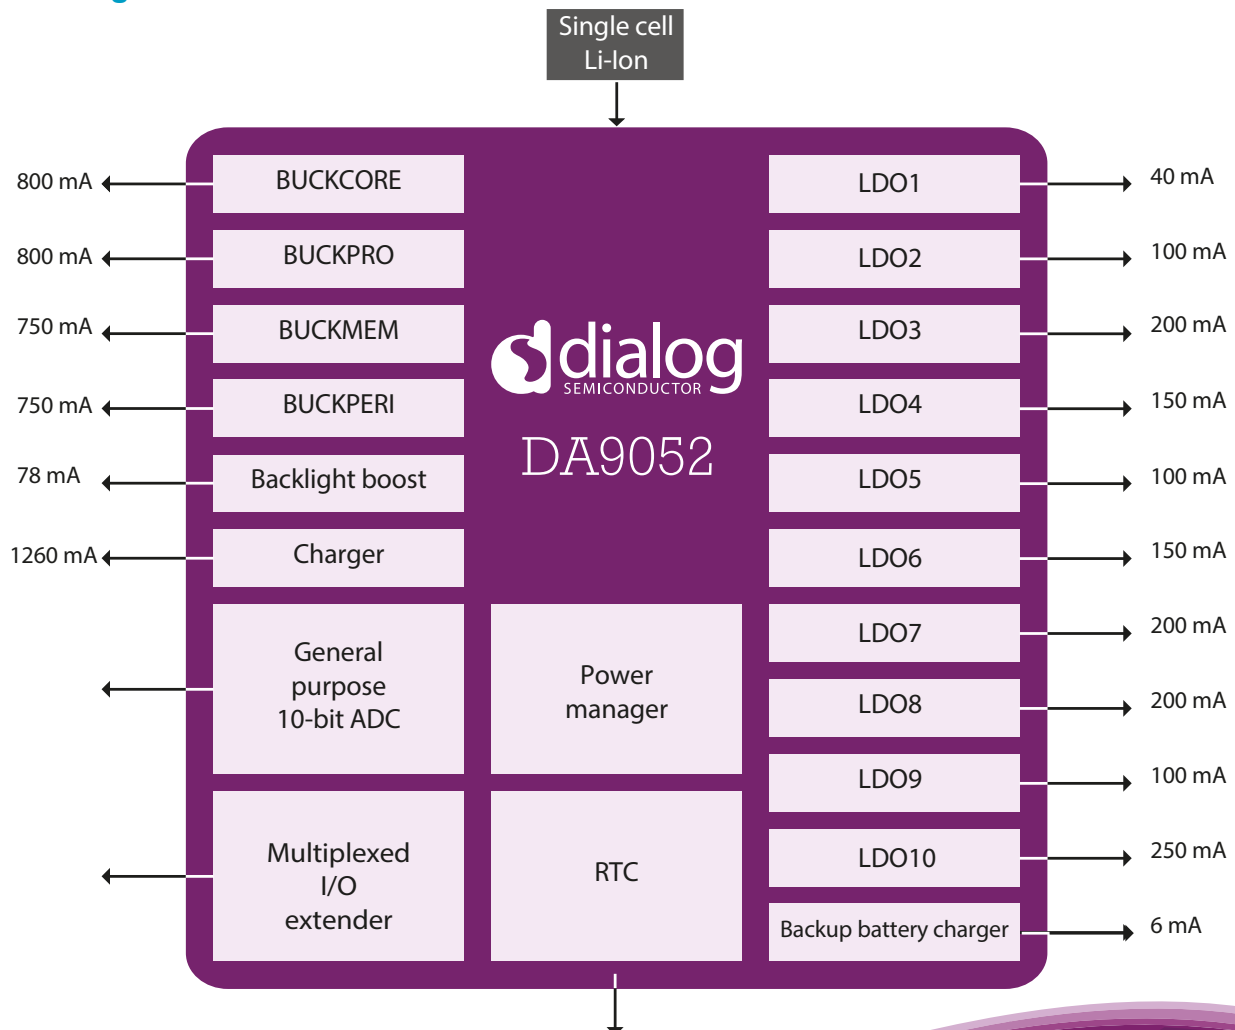 Single cell
Li-Ion
800 mA
BUCKCORE
800 mA
BUCKPRO
750 mA
BUCKMEM
750 mA
BUCKPERI
78 mA
Backlight boost
1260 mA
Charger
General
purpose
10-bit ADC
Multiplexed
I/O
extender
dialog
SEMICONDUCTOR
DA9052
Power
manager
RTC
LDO1
40 mA
LDO2
100 mA
LDO3
200 mA
LDO4
150 mA
LDO5
100 mA
LDO6
150 mA
LDO7
200 mA
LDO8
200 mA
LDO9
100 mA
LDO10
250 mA
Backup battery charger
6 mA